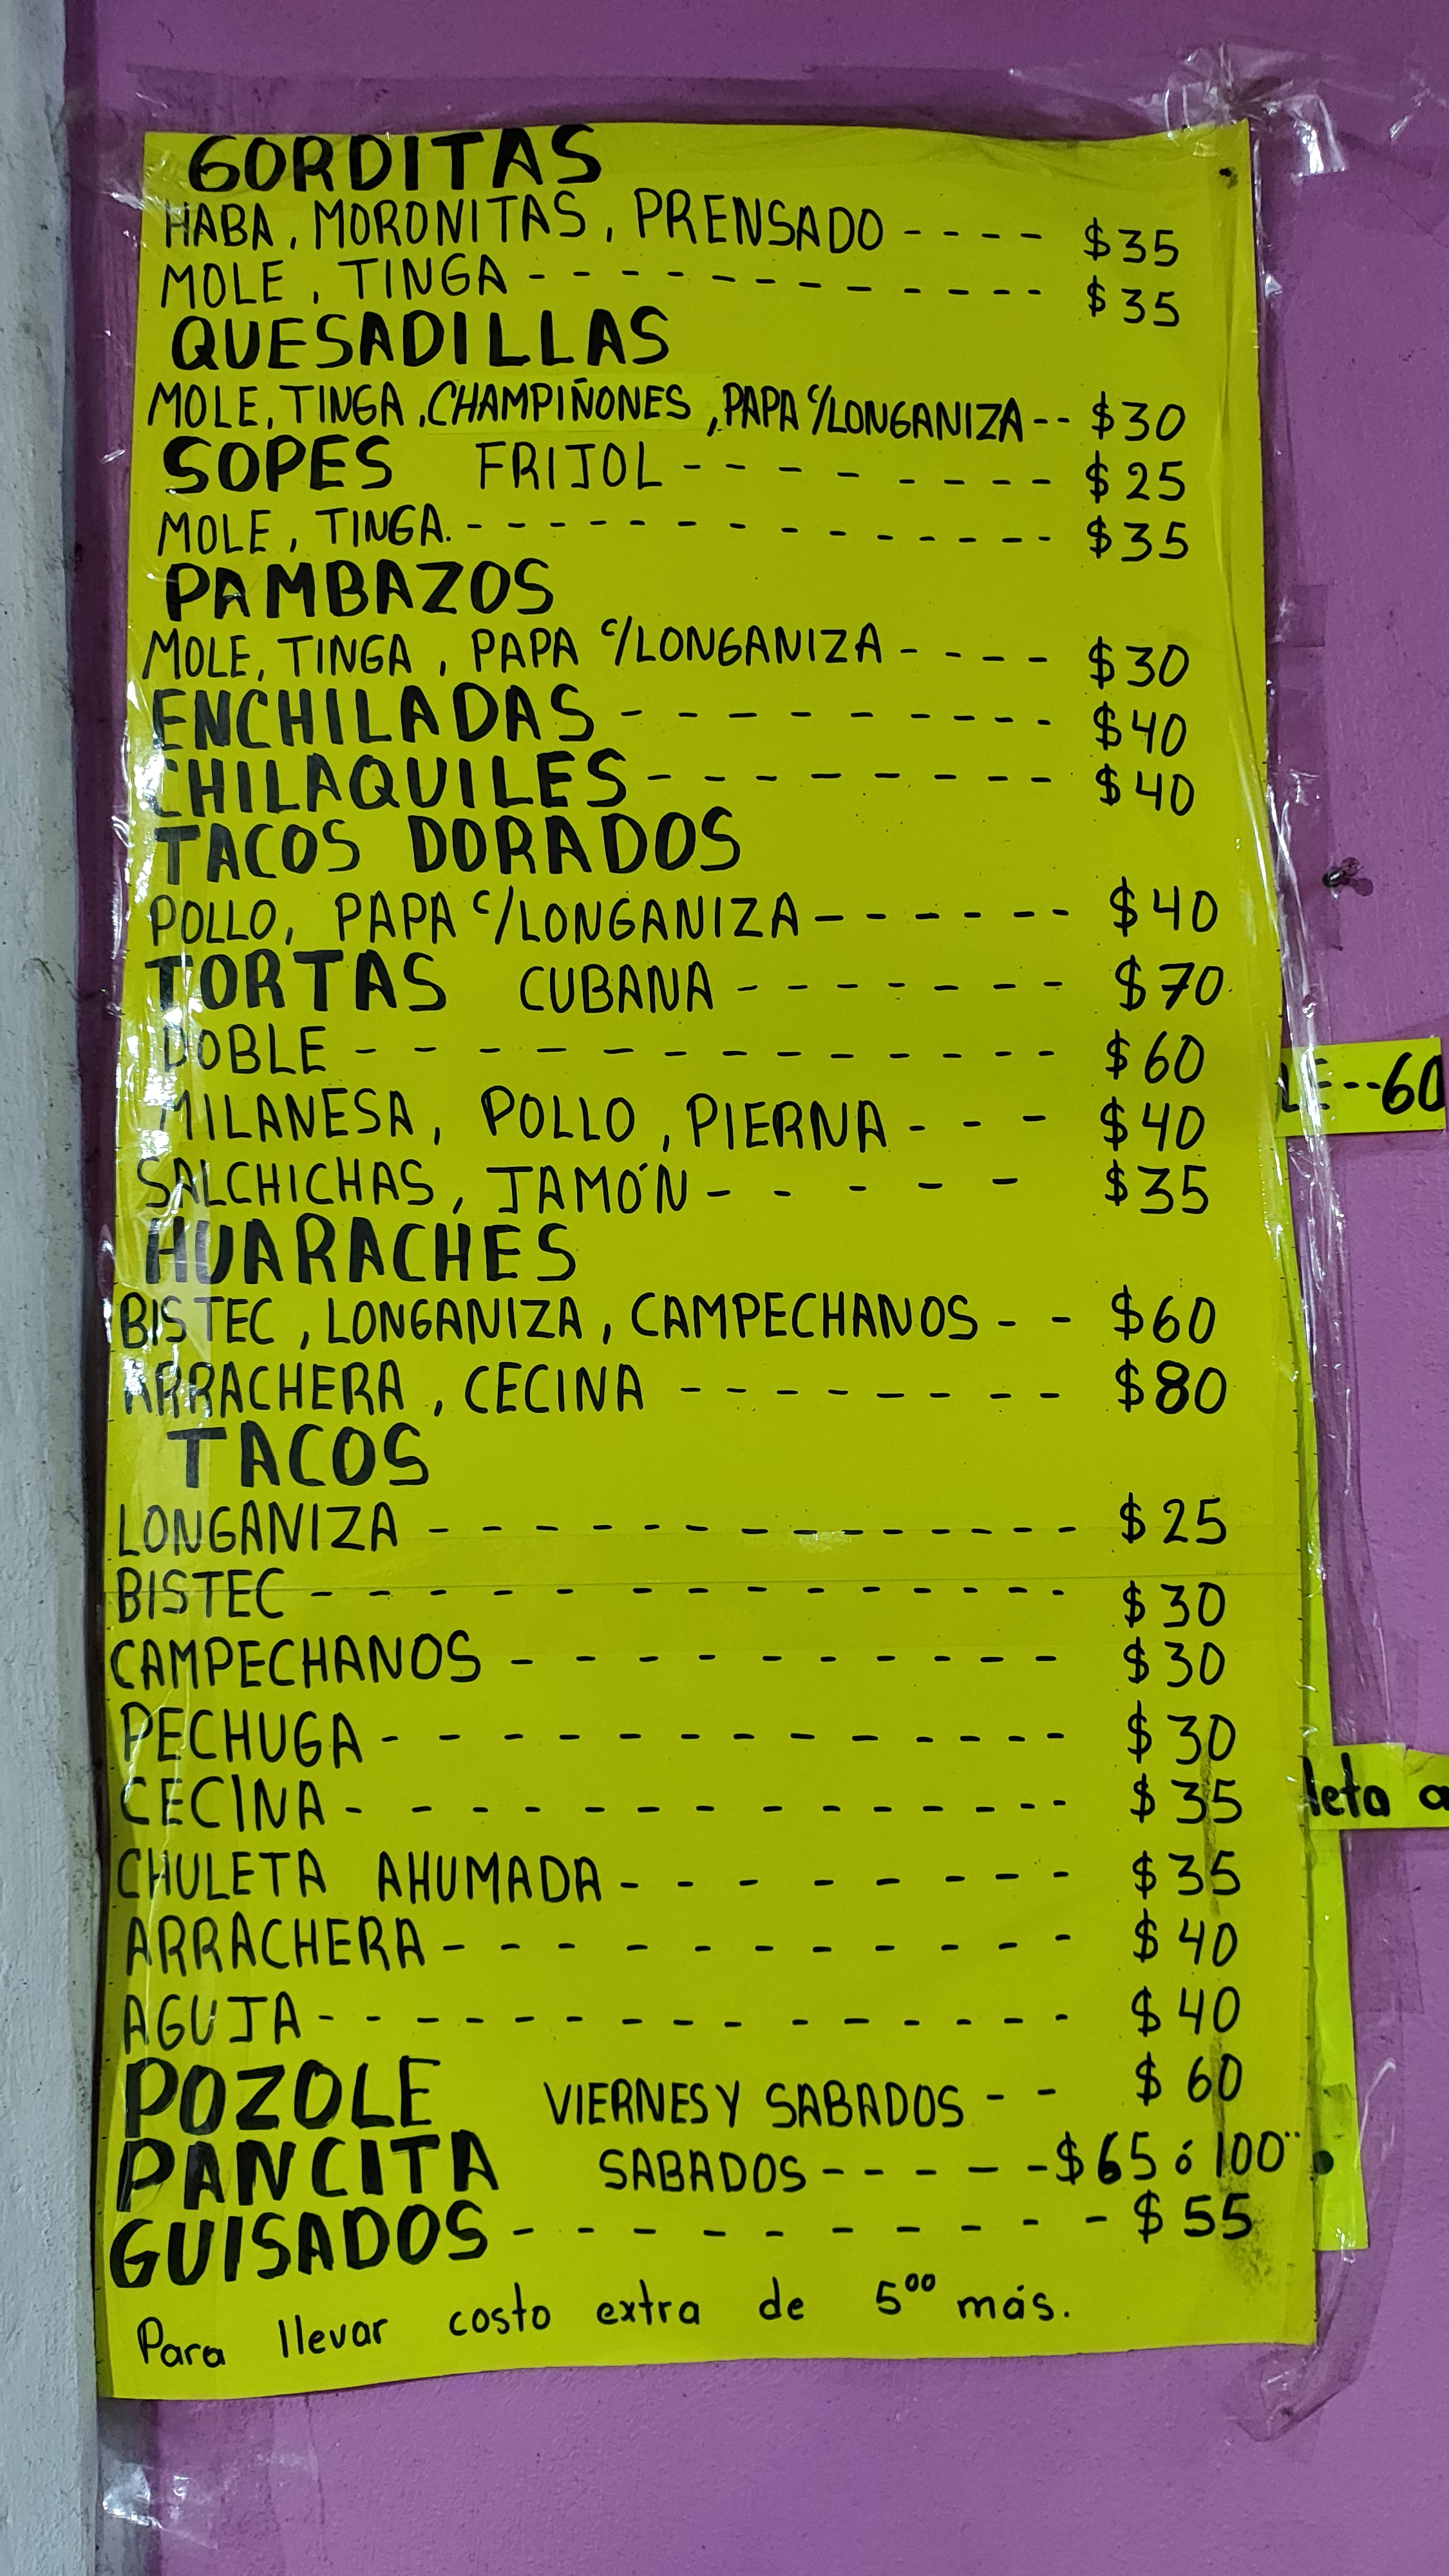 GORDITAS
HABA, MORONITAS, PRENSADO ---- $35
MOLE, TINGA ----------- $35
QUESADILLAS
MOLE, TINGA, CHAMPIÑONES, PAPA C/LONGANIZA -- $30
SOPES FRIJOL -------- $25
MOLE, TINGA. ------------- $35
PAMBAZOS
MOLE, TINGA, PAPA C/LONGANIZA ---- $30
ENCHILADAS ---------- $40
CHILAQUILES --------- $40
TACOS DORADOS
POLLO, PAPA C/LONGANIZA ------ $40
TORTAS CUBANA ------- $70
DOBLE ------------ $60
MILANESA, POLLO, PIERNA --- $40
SALCHICHAS, JAMÓN ----- $35
HUARACHES
BISTEC, LONGANIZA, CAMPECHANOS -- $60
ARRACHERA, CECINA -------- $80
TACOS
LONGANIZA ------------- $25
BISTEC ------------- $30
CAMPECHANOS ----------- $30
PECHUGA ------------- $30
CECINA ------------- $35
CHULETA AHUMADA -------- $35
ARRACHERA ------------ $40
AGUJA -------------- $40
POZOLE VIERNES Y SABADOS -- $60
PANCITA SABADOS ------ $65 ó 100
GUISADOS ------------ $55
Para llevar costo extra de 5⁰⁰ más.
--60
leta a